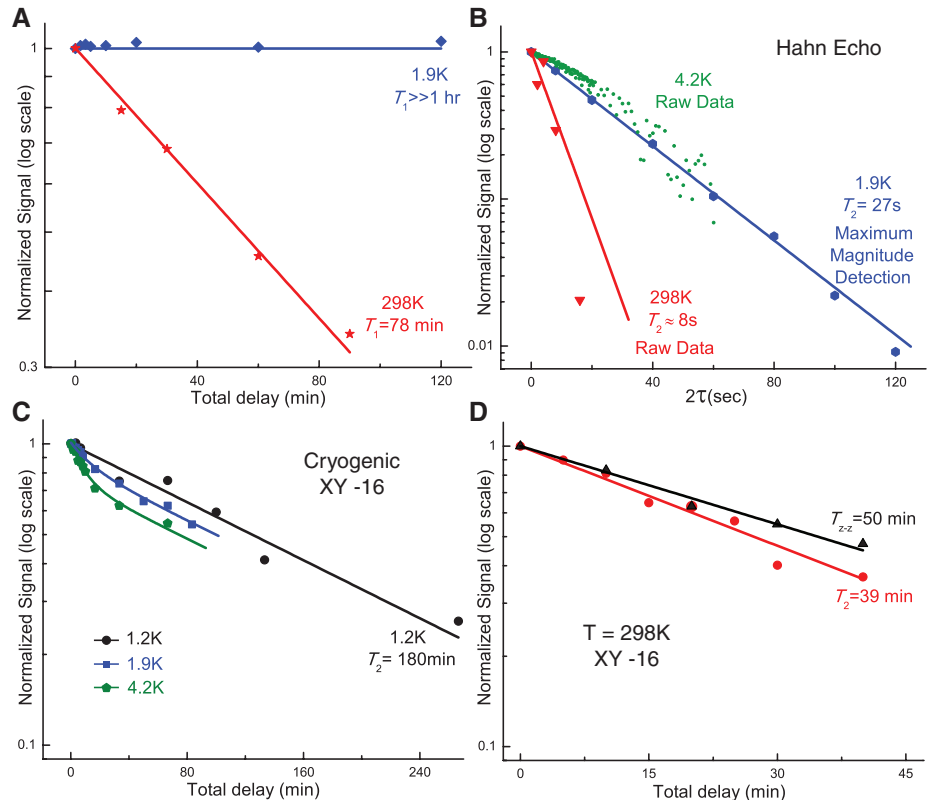 A
Normalized Signal (log scale)
1
0.3
1.9K
T1>>1 hr
298K
T1=78 min
0
40
80
120
Total delay (min)
B
Hahn Echo
Normalized Signal (log scale)
1
0.01
4.2K
Raw Data
1.9K
T2= 27s
Maximum
Magnitude
Detection
298K
T2≈ 8s
Raw Data
0
40
80
120
2τ(sec)
C
Cryogenic
XY -16
Normalized Signal (log scale)
1
0.1
1.2K
1.9K
4.2K
1.2K
T2= 180min
0
80
160
240
Total delay (min)
D
Normalized Signal (log scale)
1
0.1
Tz-z=50 min
T2=39 min
T = 298K
XY -16
0
15
30
45
Total delay (min)